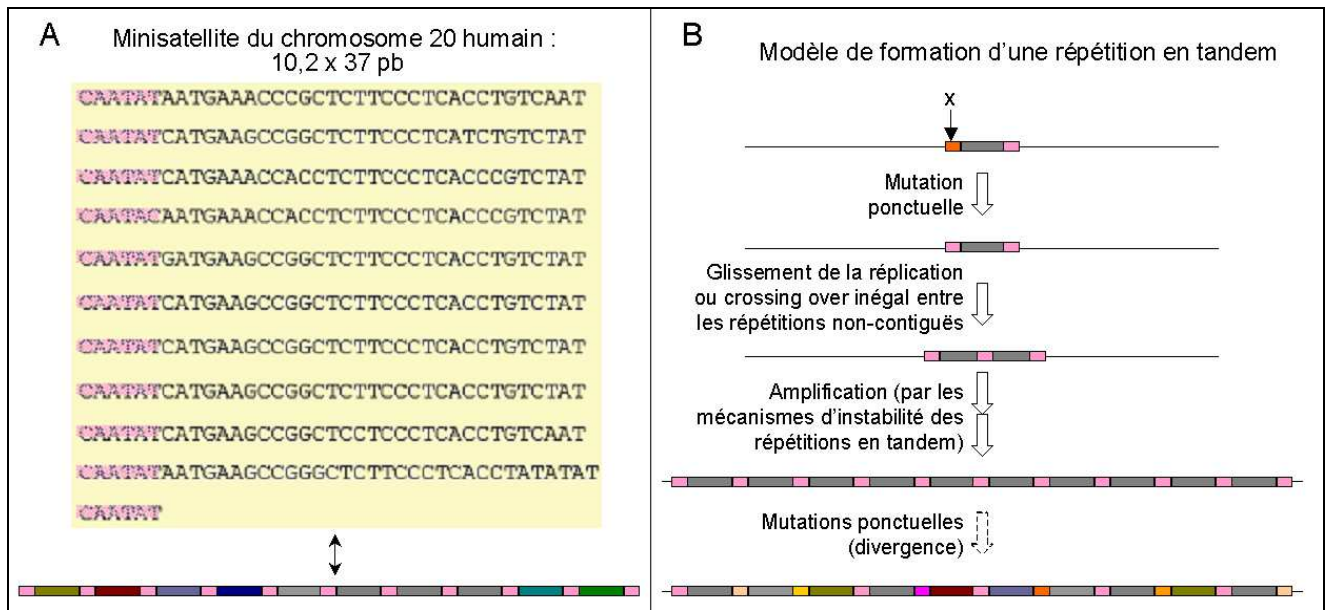 A
Minisatellite du chromosome 20 humain :
10,2 x 37 pb
CAATATAATGAAACCCGCTCTTCCCTCACCTGTCAAT
CAATATCATGAAGCCGGCTCTTCCCTCATCTGTCTAT
CAATATCATGAAACCACCTCTTCCCTCACCCGTCTAT
CAATACAATGAAACCACCTCTTCCCTCACCCGTCTAT
CAATATGATGAAGCCGGCTCTTCCCTCACCTGTCTAT
CAATATCATGAAGCCGGCTCTTCCCTCACCTGTCTAT
CAATATCATGAAGCCGGCTCTTCCCTCACCTGTCTAT
CAATATCATGAAGCCGGCTCTTCCCTCACCTGTCTAT
CAATATCATGAAGCCGGCTCCTCCCTCACCTGTCAAT
CAATATAATGAAGCCGGGCTCTTCCCTCACCTATATAT
CAATAT
B
Modèle de formation d'une répétition en tandem
X
Mutation
ponctuelle
Glissement de la réplication
ou crossing over inégal entre
les répétitions non-contiguës
Amplification (par les
mécanismes d'instabilité des
répétitions en tandem)
Mutations ponctuelles
(divergence)